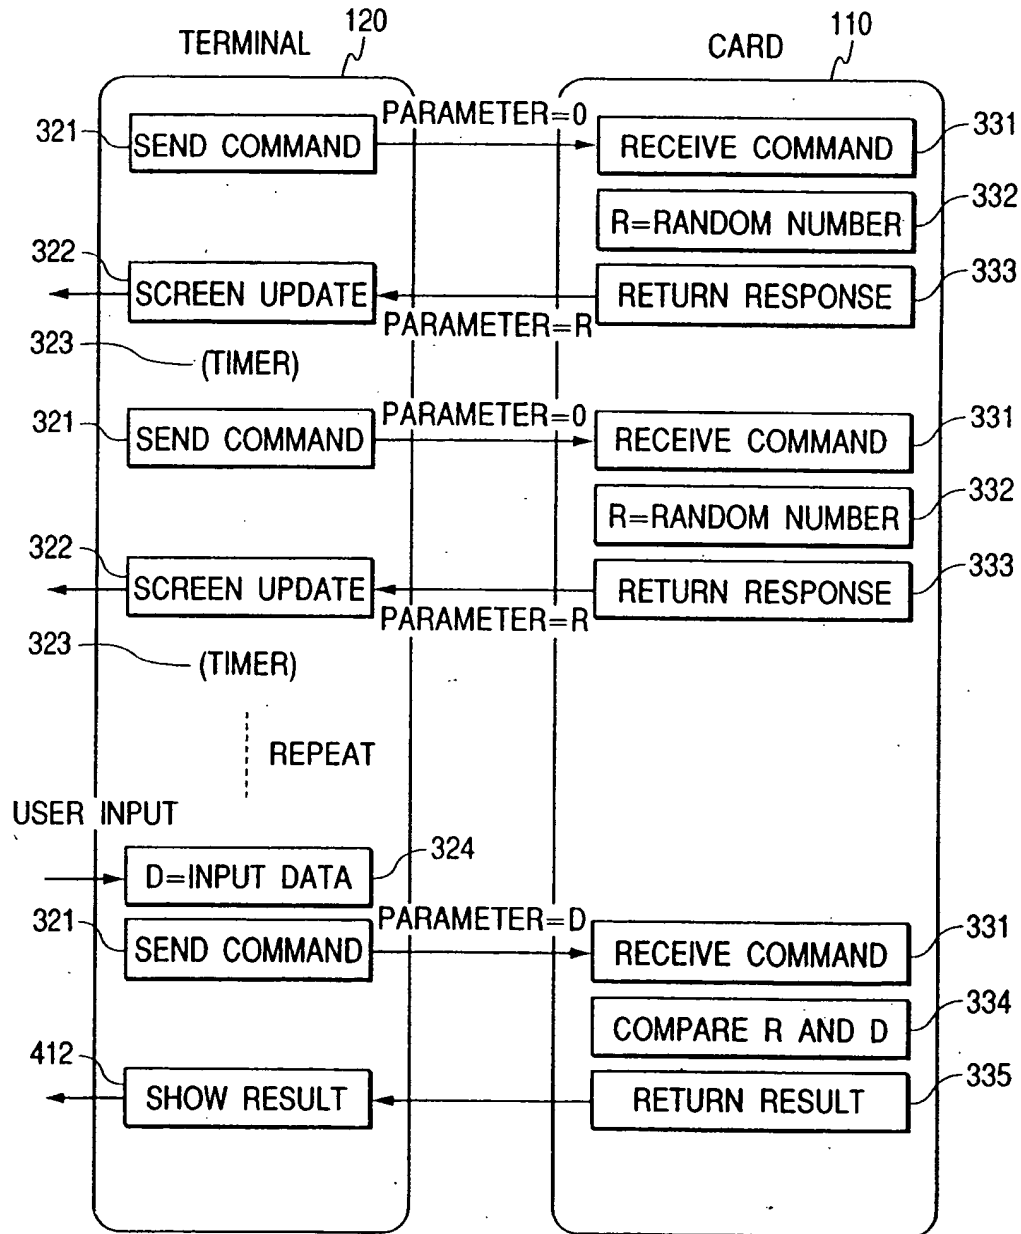 TERMINAL 120 CARD 110
PARAMETER=0
321 SEND COMMAND RECEIVE COMMAND 331
R=RANDOM NUMBER 332
322 SCREEN UPDATE RETURN RESPONSE 333
PARAMETER=R
323 (TIMER)
PARAMETER=0
321 SEND COMMAND RECEIVE COMMAND 331
R=RANDOM NUMBER 332
322 SCREEN UPDATE RETURN RESPONSE 333
PARAMETER=R
323 (TIMER)
REPEAT
USER INPUT
D=INPUT DATA 324
PARAMETER=D
321 SEND COMMAND RECEIVE COMMAND 331
COMPARE R AND D 334
412 SHOW RESULT RETURN RESULT 335